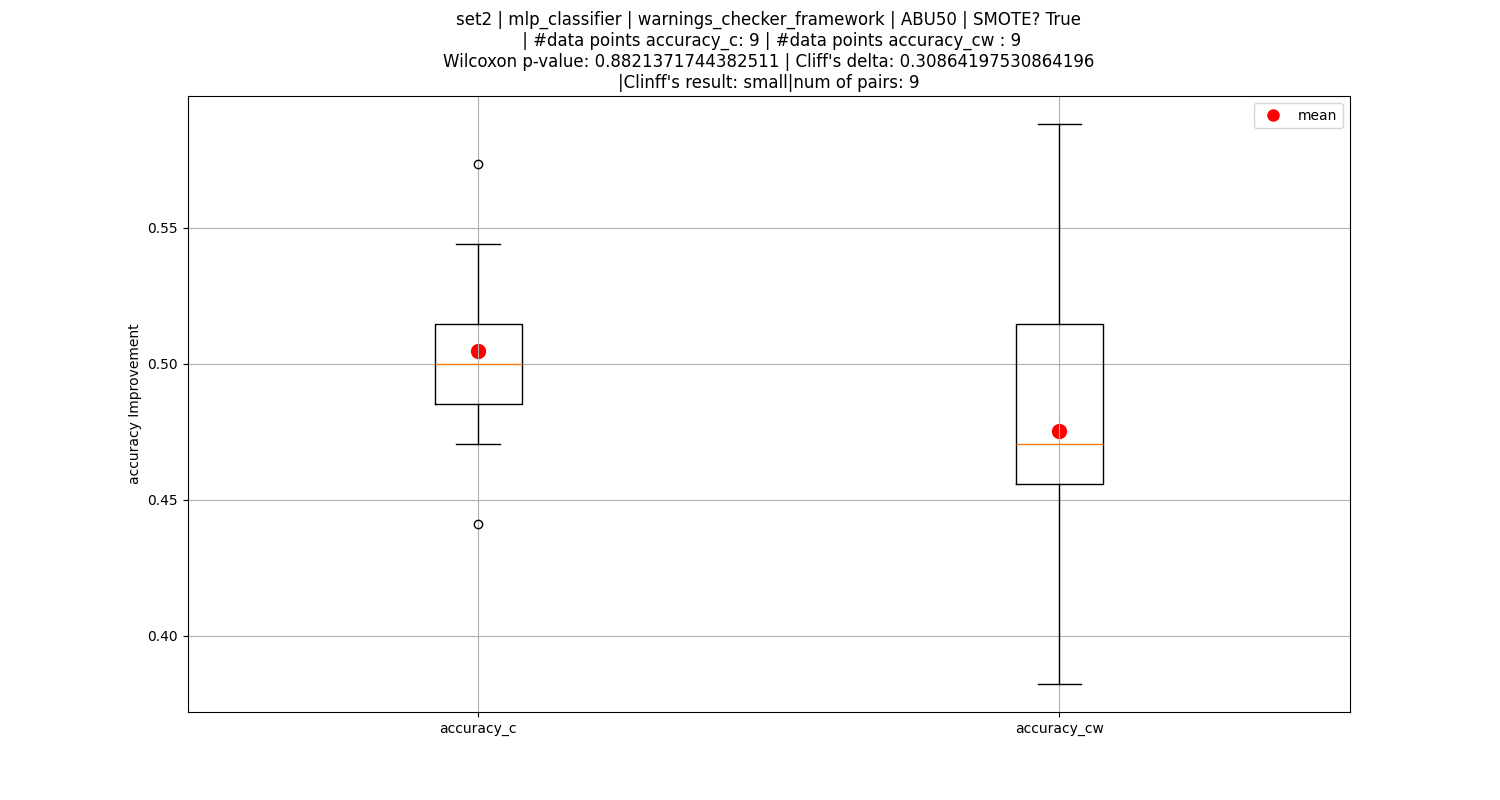 set2 | mlp_classifier | warnings_checker_framework | ABU50 | SMOTE? True
| #data points accuracy_c: 9 | #data points accuracy_cw : 9
Wilcoxon p-value: 0.8821371744382511 | Cliff's delta: 0.30864197530864196
|Clinff's result: small|num of pairs: 9
mean
0.55
0.50
0.45
0.40
accuracy Improvement
accuracy_c
accuracy_cw